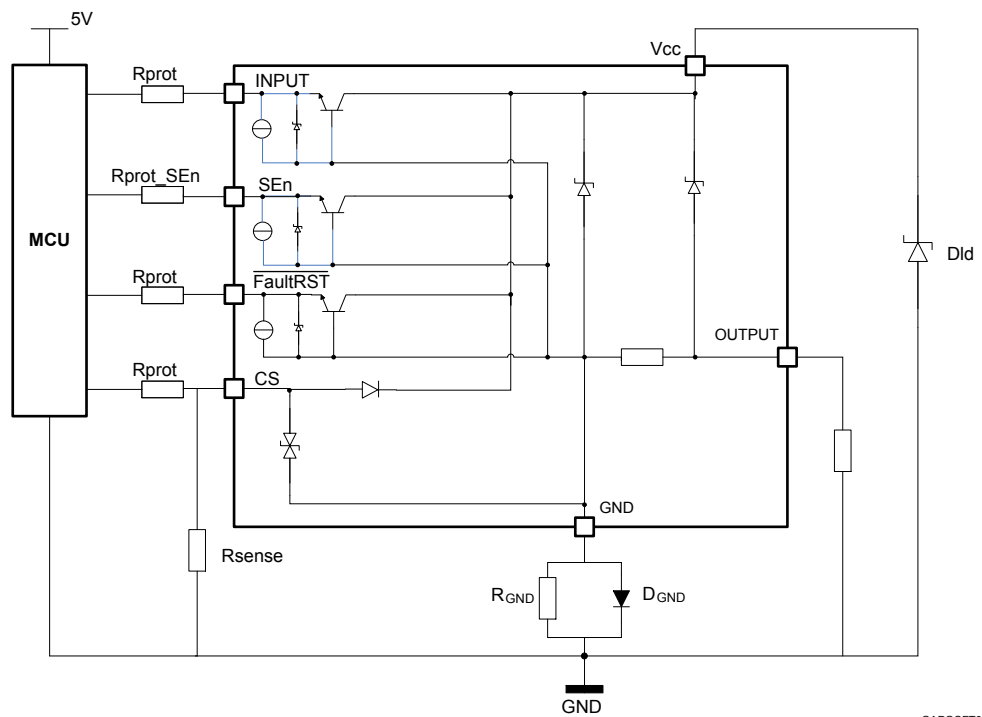 5V
Vcc
Rprot
INPUT
Rprot_SEn
SEn
MCU
Dld
Rprot
FaultRST
OUTPUT
Rprot
CS
GND
Rsense
RGND
DGND
GND